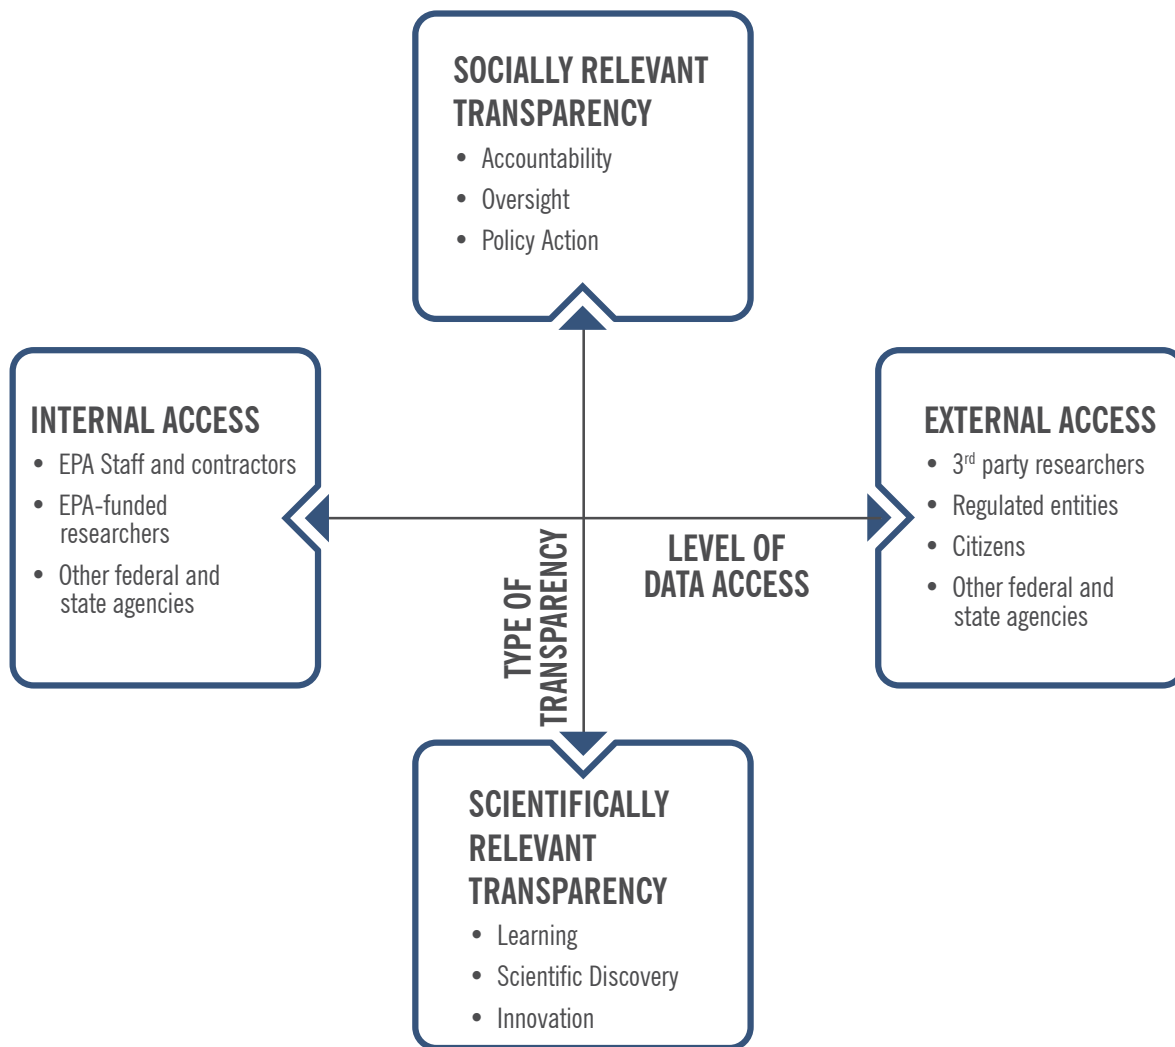 SOCIALLY RELEVANT
TRANSPARENCY
• Accountability
• Oversight
• Policy Action
INTERNAL ACCESS
• EPA Staff and contractors
• EPA-funded
researchers
• Other federal and
state agencies
EXTERNAL ACCESS
• 3rd party researchers
• Regulated entities
• Citizens
• Other federal and
state agencies
LEVEL OF
DATA ACCESS
TYPE OF
TRANSPARENCY
SCIENTIFICALLY
RELEVANT
TRANSPARENCY
• Learning
• Scientific Discovery
• Innovation